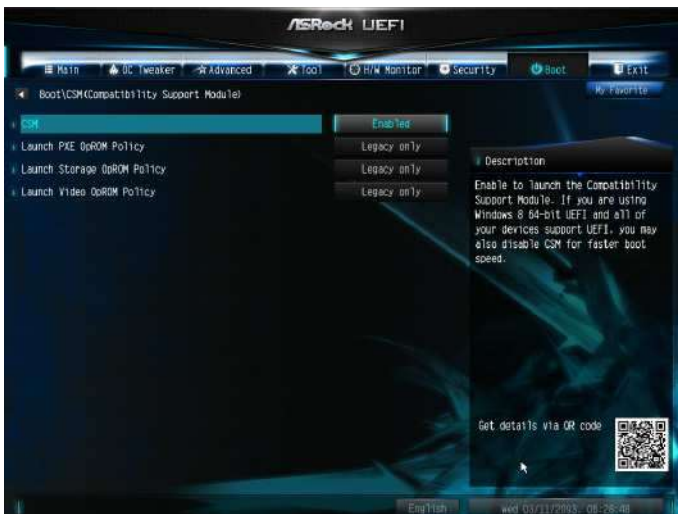 ASRock UEFI
Main OC Tweaker Advanced Tool H/W Monitor Security Boot Exit
Boot\CSM(Compatibility Support Module)
My Favorite
CSM Enabled
Launch PXE OpROM Policy Legacy only
Launch Storage OpROM Policy Legacy only
Launch Video OpROM Policy Legacy only
Description
Enable to launch the Compatibility
Support Module. If you are using
Windows 8 64-bit UEFI and all of
your devices support UEFI, you may
also disable CSM for faster boot
speed.
Get details via QR code
English Wed 03/11/2093,